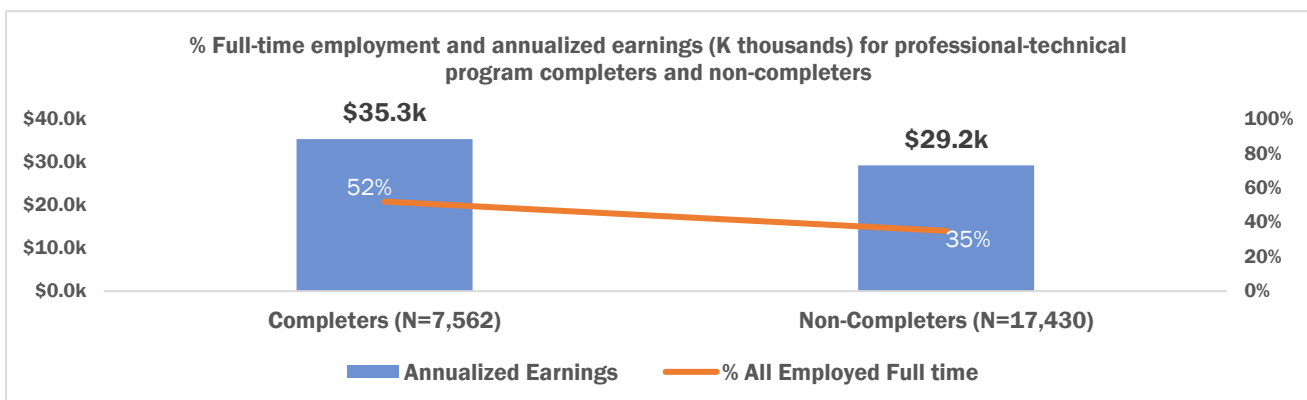 % Full-time employment and annualized earnings (K thousands) for professional-technical
program completers and non-completers
$40.0k
$30.0k
$20.0k
$10.0k
$0.0k
$35.3k
$29.2k
52%
35%
100%
80%
60%
40%
20%
0%
Completers (N=7,562)
Non-Completers (N=17,430)
Annualized Earnings
% All Employed Full time